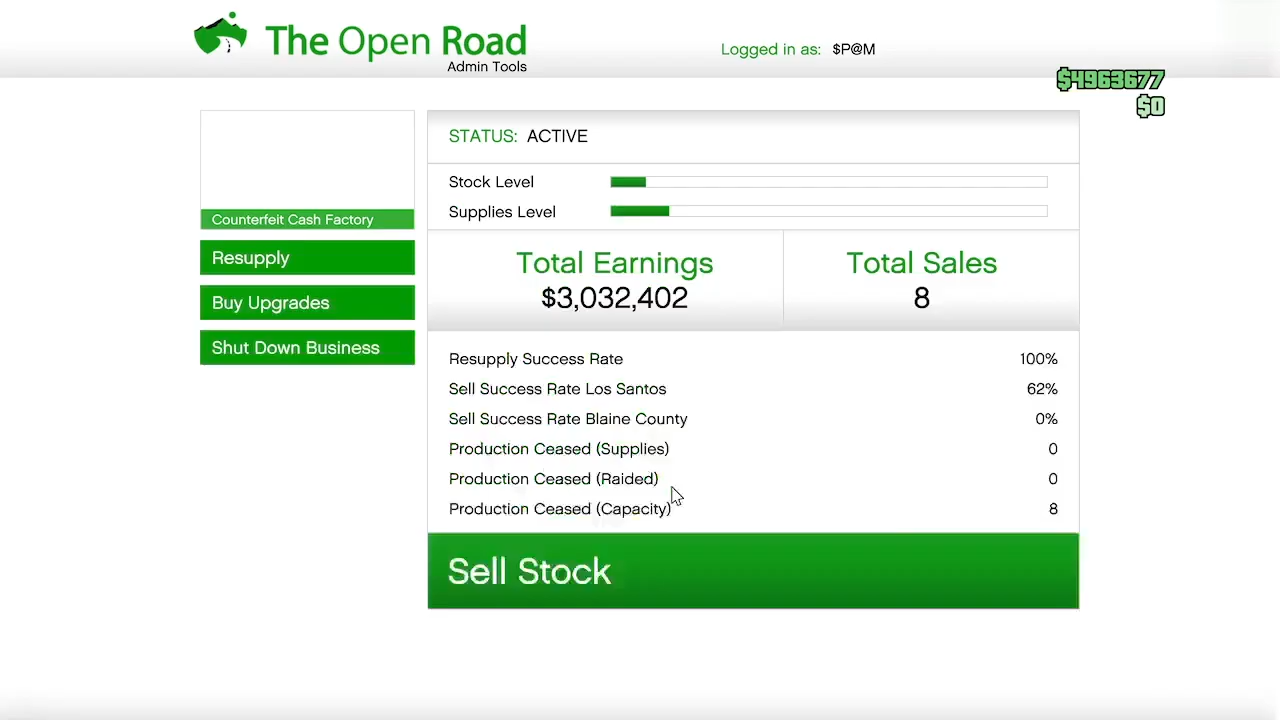 The Open Road
Admin Tools
Logged in as: $P@M
$4963677
$0
Counterfeit Cash Factory
Resupply
Buy Upgrades
Shut Down Business
STATUS: ACTIVE
Stock Level
Supplies Level
Total Earnings
$3,032,402
Total Sales
8
Resupply Success Rate 100%
Sell Success Rate Los Santos 62%
Sell Success Rate Blaine County 0%
Production Ceased (Supplies) 0
Production Ceased (Raided) 0
Production Ceased (Capacity) 8
Sell Stock